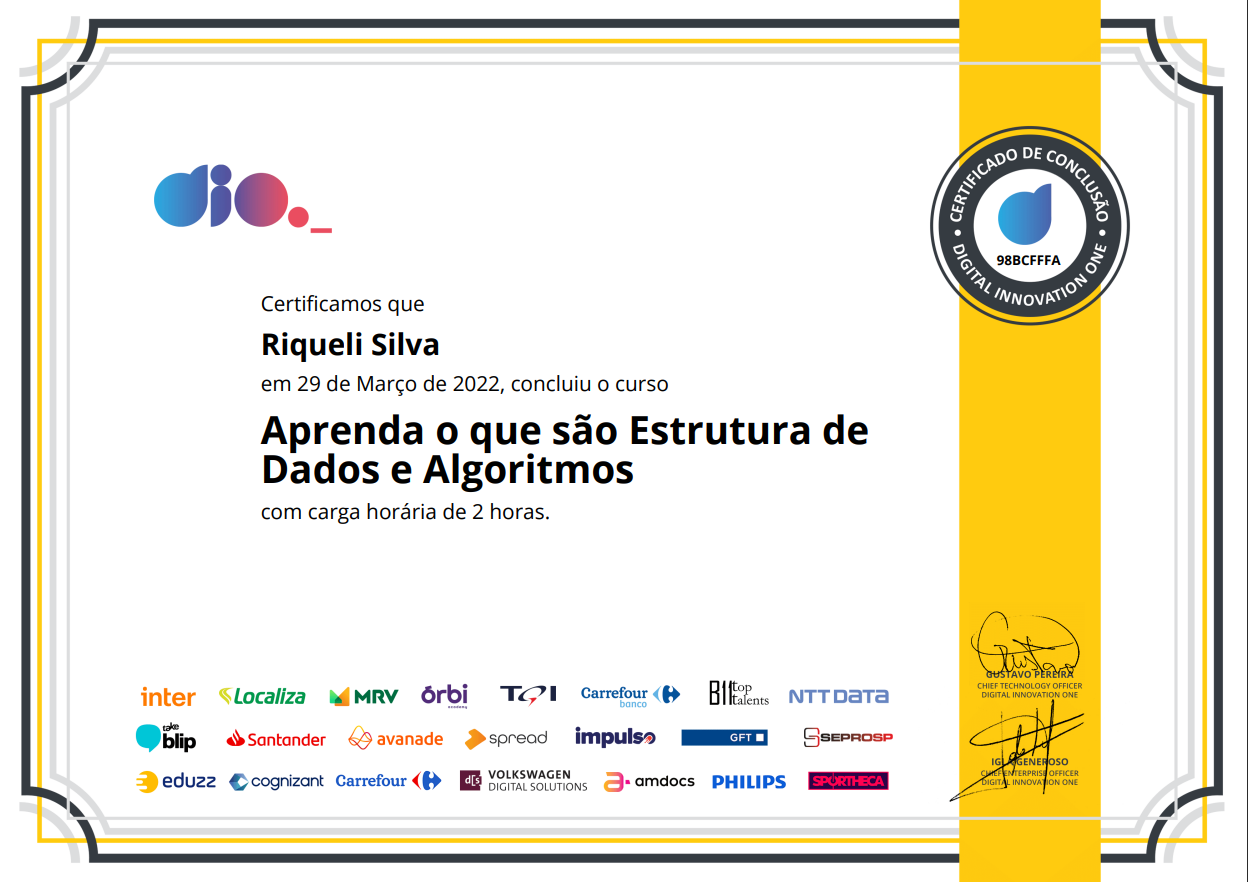 dio._
CERTIFICADO DE CONCLUSÃO
98BCFFFA
DIGITAL INNOVATION ONE
Certificamos que
Riqueli Silva
em 29 de Março de 2022, concluiu o curso
Aprenda o que são Estrutura de
Dados e Algoritmos
com carga horária de 2 horas.
inter Localiza MRV órbi academy TQI Carrefour banco B11 top talents NTT DATA
take blip Santander avanade spread impulso GFT SEPROSP
eduzz cognizant Carrefour d[s VOLKSWAGEN DIGITAL SOLUTIONS amdocs PHILIPS SPORTHECA
GUSTAVO PEREIRA
CHIEF TECHNOLOGY OFFICER
DIGITAL INNOVATION ONE
GENEROSO
CHIEF ENTERPRISE OFFICER
DIGITAL INNOVATION ONE